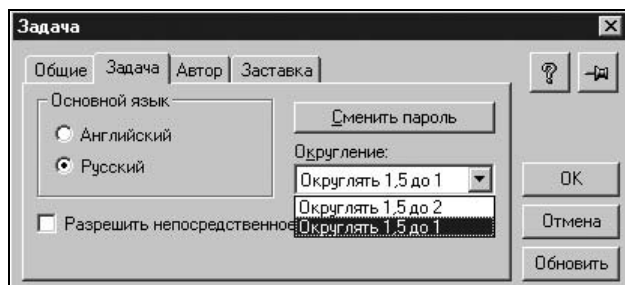 Задача
Общие Задача Автор Заставка
Основной язык
Английский
Русский
Сменить пароль
Округление:
Округлять 1,5 до 1
Округлять 1,5 до 2
Округлять 1,5 до 1
Разрешить непосредственное
OK
Отмена
Обновить